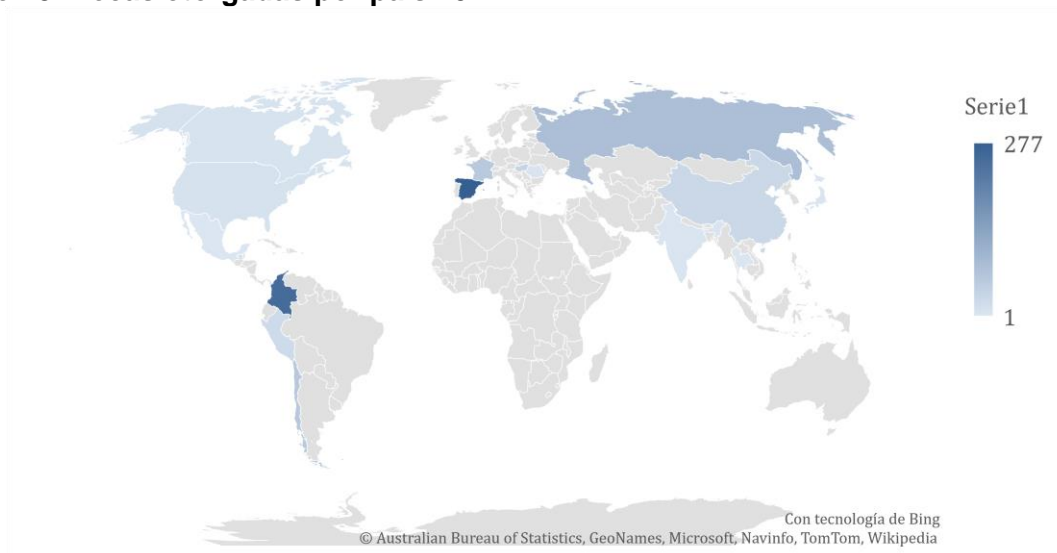 Serie1
277
1
Con tecnología de Bing
© Australian Bureau of Statistics, GeoNames, Microsoft, Navinfo, TomTom, Wikipedia